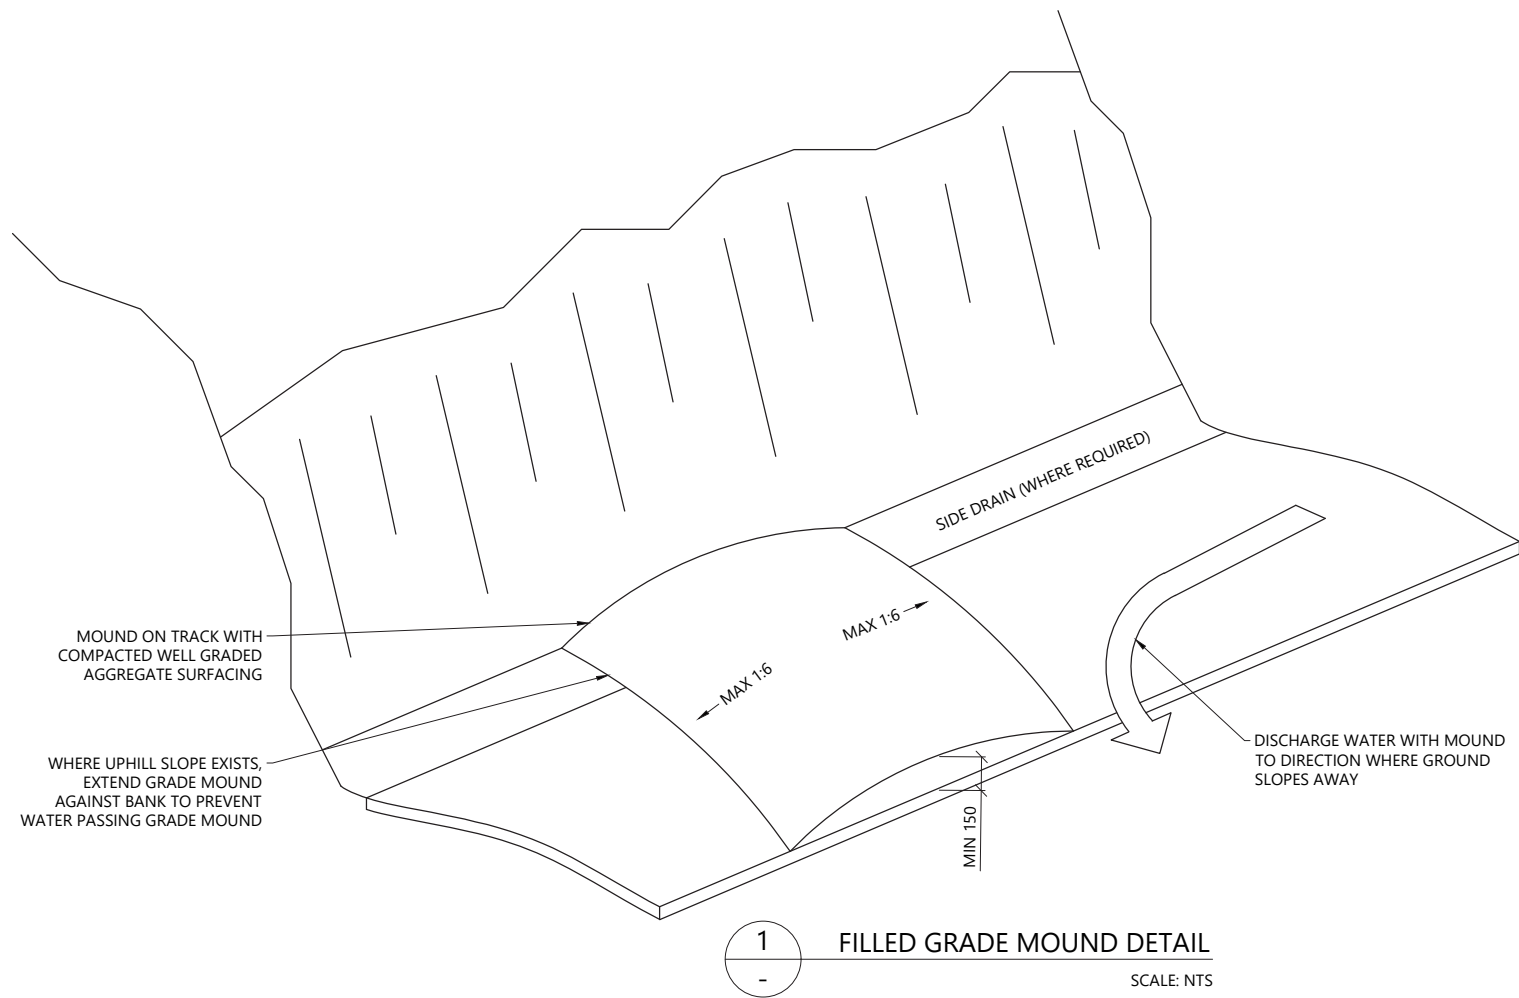 SIDE DRAIN (WHERE REQUIRED)
MAX 1:6
MAX 1:6
MOUND ON TRACK WITH
COMPACTED WELL GRADED
AGGREGATE SURFACING
WHERE UPHILL SLOPE EXISTS,
EXTEND GRADE MOUND
AGAINST BANK TO PREVENT
WATER PASSING GRADE MOUND
DISCHARGE WATER WITH MOUND
TO DIRECTION WHERE GROUND
SLOPES AWAY
MIN 150
1
-
FILLED GRADE MOUND DETAIL
SCALE: NTS